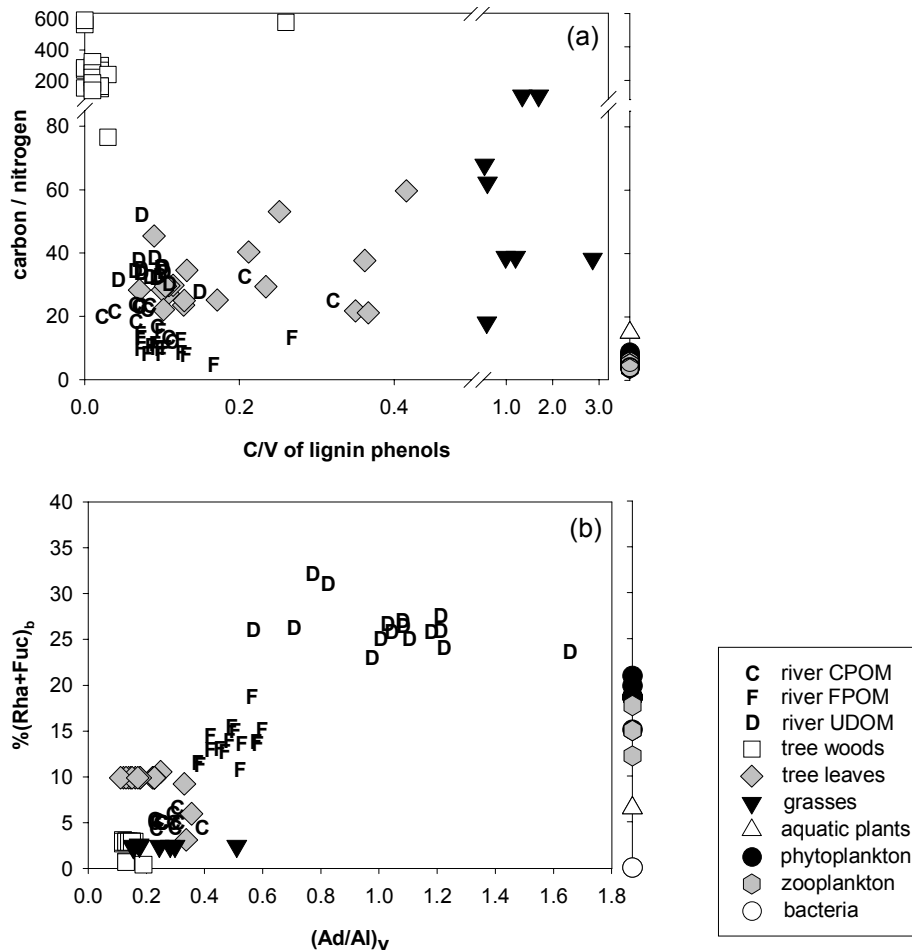 (a)
600
400
200
80
60
40
20
0
carbon / nitrogen
0.0 0.2 0.4 1.0 2.0 3.0
C/V of lignin phenols
(b)
40
35
30
25
20
15
10
5
0
%(Rha+Fuc)b
0.0 0.2 0.4 0.6 0.8 1.0 1.2 1.4 1.6 1.8
(Ad/Al)v
C river CPOM
F river FPOM
D river UDOM
tree woods
tree leaves
grasses
aquatic plants
phytoplankton
zooplankton
bacteria